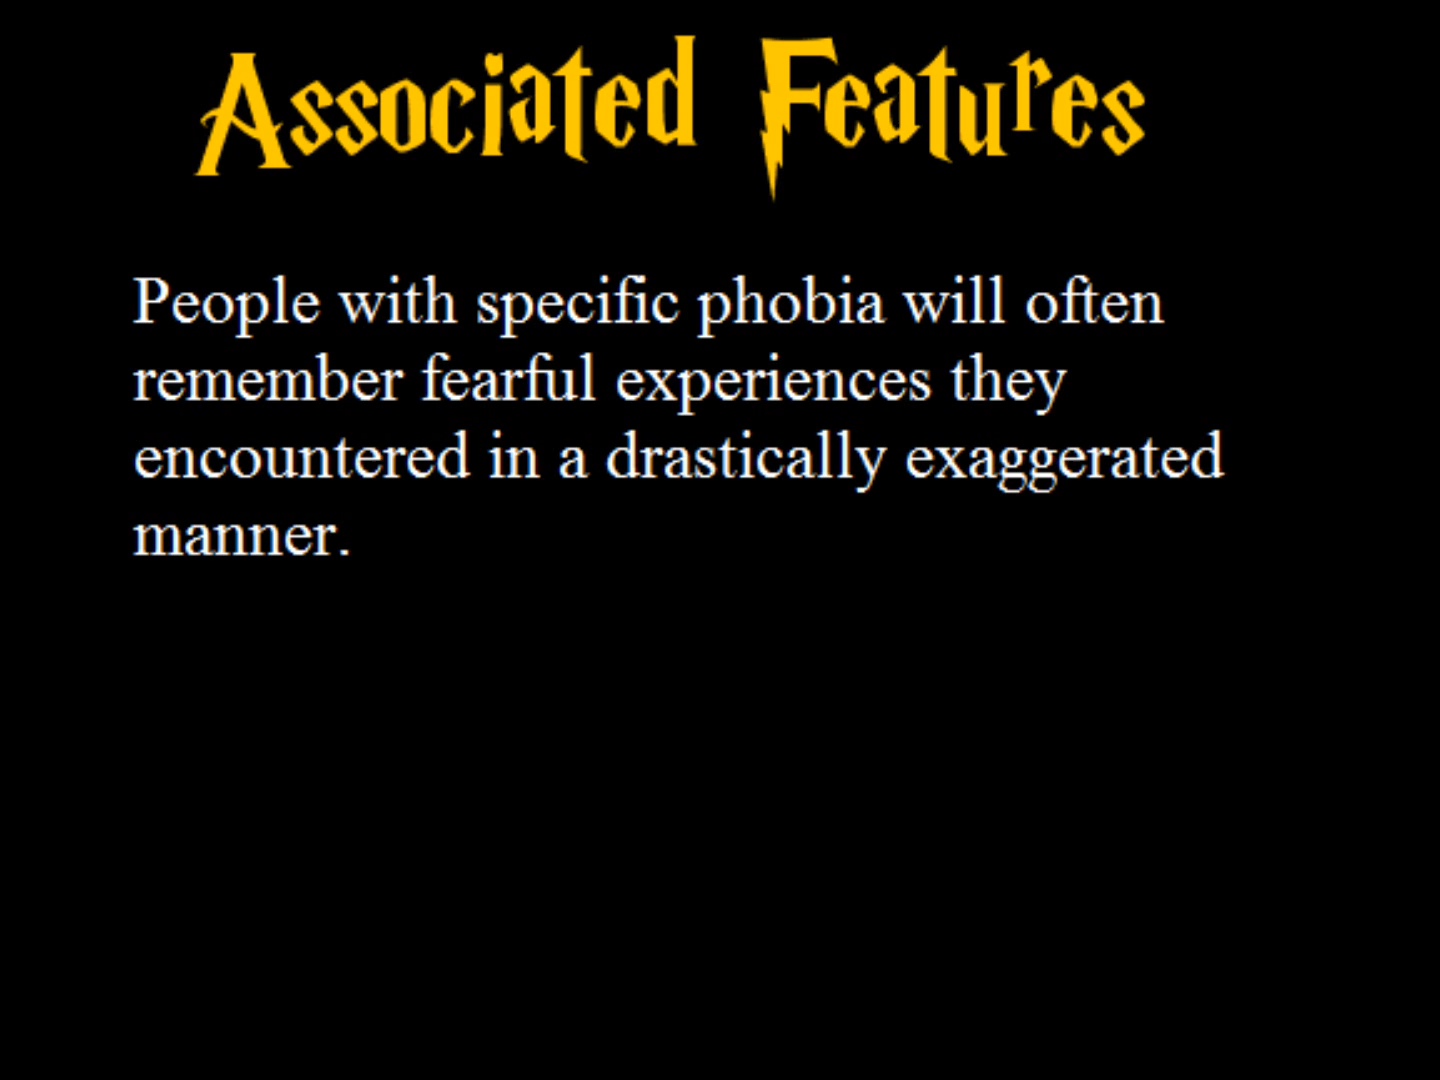 Associated Features
People with specific phobia will often
remember fearful experiences they
encountered in a drastically exaggerated
manner.